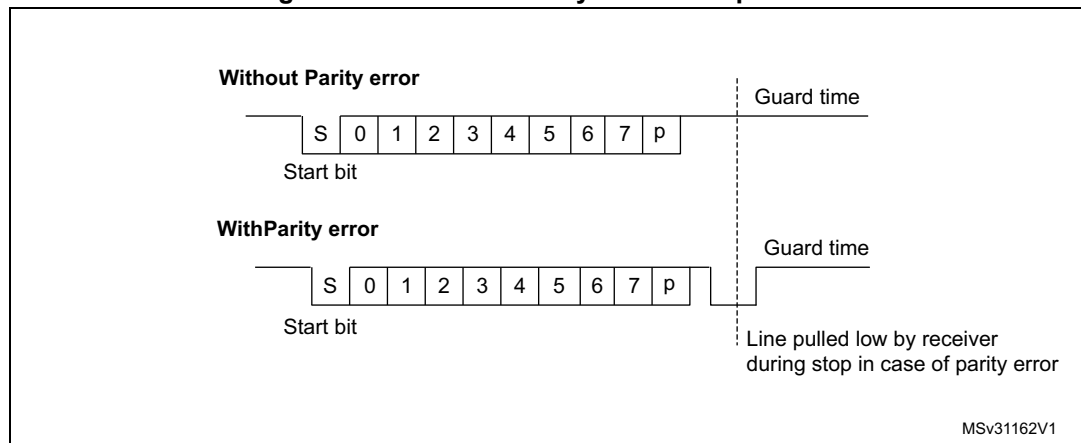 Without Parity error
Guard time
S 0 1 2 3 4 5 6 7 p
Start bit
WithParity error
Guard time
S 0 1 2 3 4 5 6 7 p
Start bit
Line pulled low by receiver
during stop in case of parity error
MSv31162V1